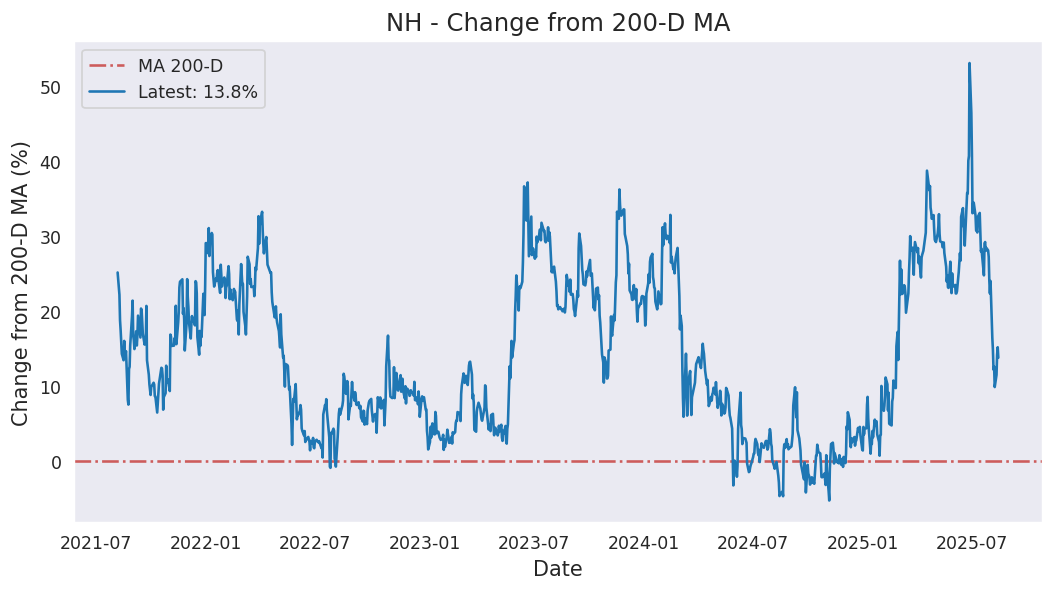 NH - Change from 200-D MA
MA 200-D
Latest: 13.8%
Change from 200-D MA (%)
50
40
30
20
10
0
2021-07 2022-01 2022-07 2023-01 2023-07 2024-01 2024-07 2025-01 2025-07
Date